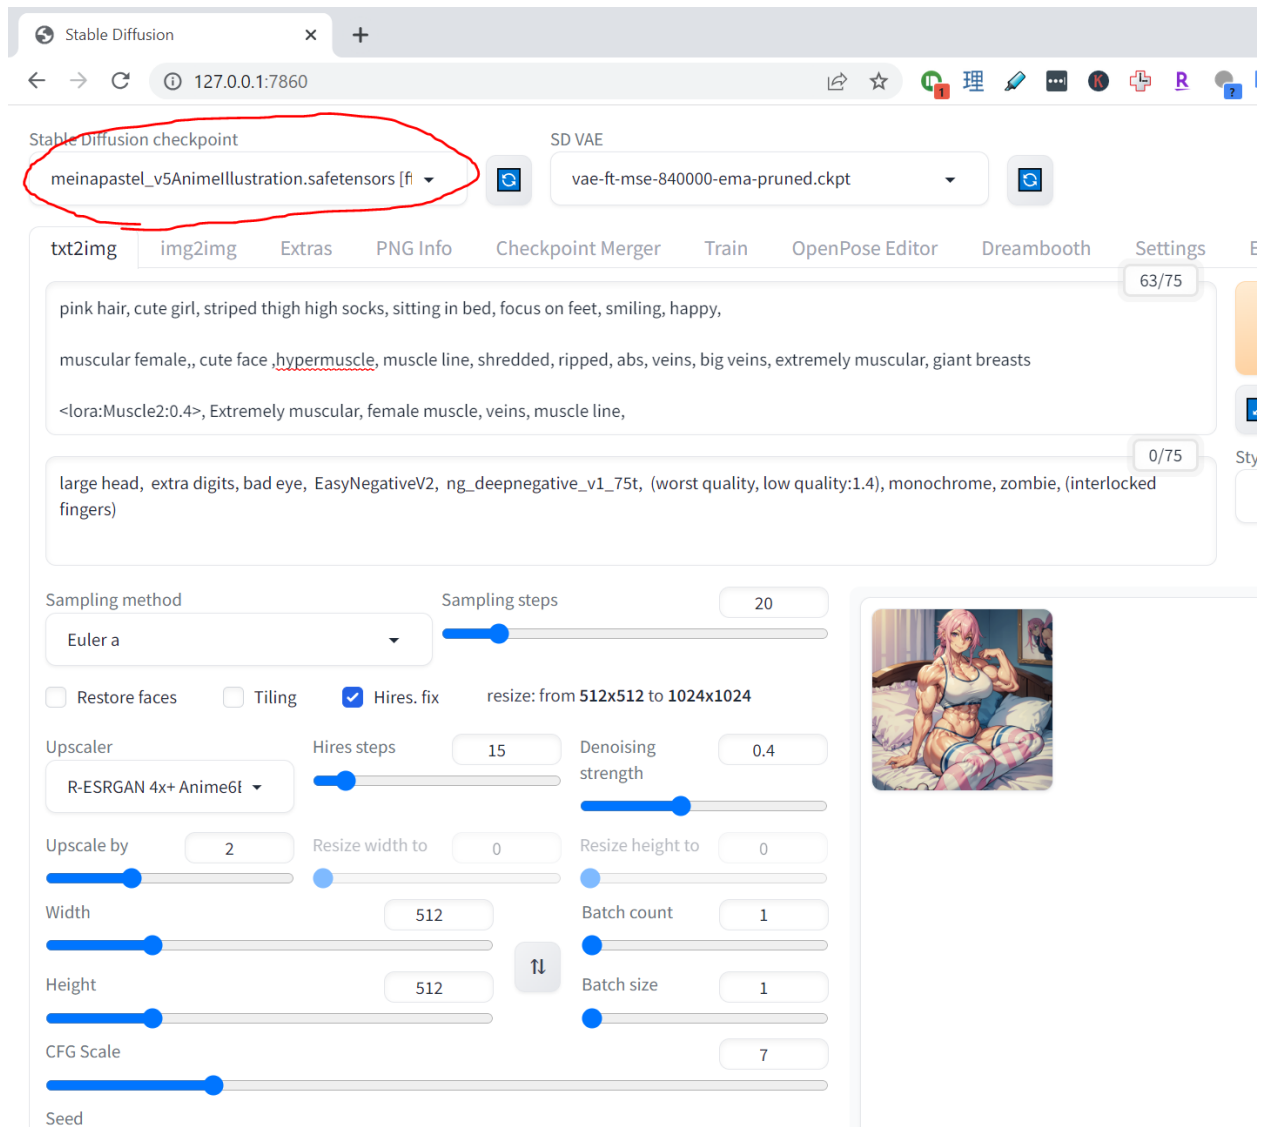 Stable Diffusion
127.0.0.1:7860
1
理
K
R
?
Stable Diffusion checkpoint
SD VAE
meinapastel_v5AnimeIllustration.safetensors [ff
vae-ft-mse-840000-ema-pruned.ckpt
txt2img img2img Extras PNG Info Checkpoint Merger Train OpenPose Editor Dreambooth Settings E
63/75
pink hair, cute girl, striped thigh high socks, sitting in bed, focus on feet, smiling, happy,
muscular female,, cute face ,hypermuscle, muscle line, shredded, ripped, abs, veins, big veins, extremely muscular, giant breasts
<lora:Muscle2:0.4>, Extremely muscular, female muscle, veins, muscle line,
0/75
Sty
large head, extra digits, bad eye, EasyNegativeV2, ng_deepnegative_v1_75t, (worst quality, low quality:1.4), monochrome, zombie, (interlocked
fingers)
Sampling method
Sampling steps
20
Euler a
Restore faces
Tiling
Hires. fix
resize: from 512x512 to 1024x1024
Upscaler
Hires steps
15
Denoising
strength
0.4
R-ESRGAN 4x+ Anime6B
Upscale by
2
Resize width to
0
Resize height to
0
Width
512
Batch count
1
Height
512
Batch size
1
CFG Scale
7
Seed